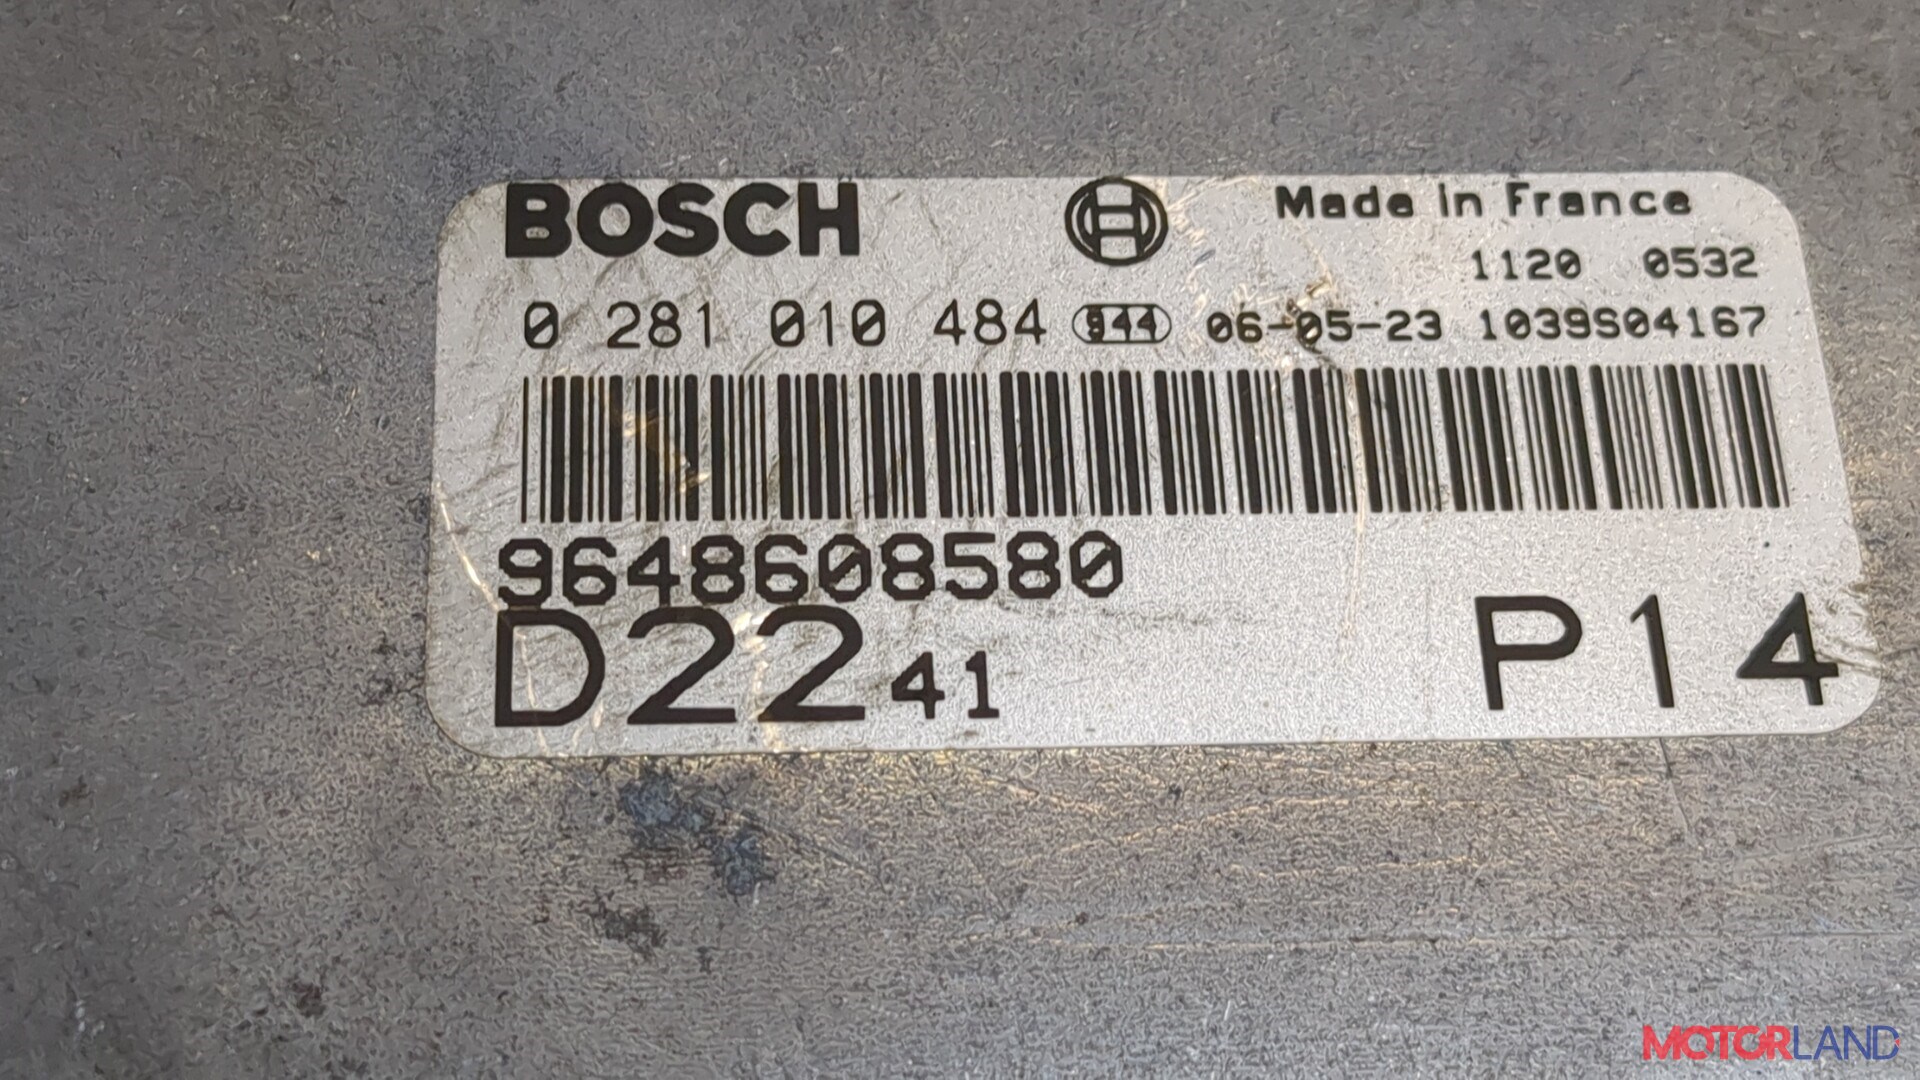 BOSCH
Made in France
1120 0532
0 281 010 484 944 06-05-23 1039S04167
9648608580
D22 41 P14
MOTORLAND